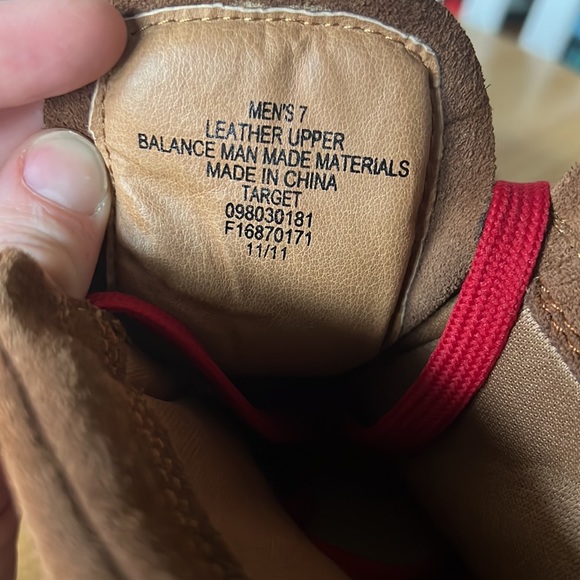 MEN'S 7
LEATHER UPPER
BALANCE MAN MADE MATERIALS
MADE IN CHINA
TARGET
098030181
F16870171
11/11